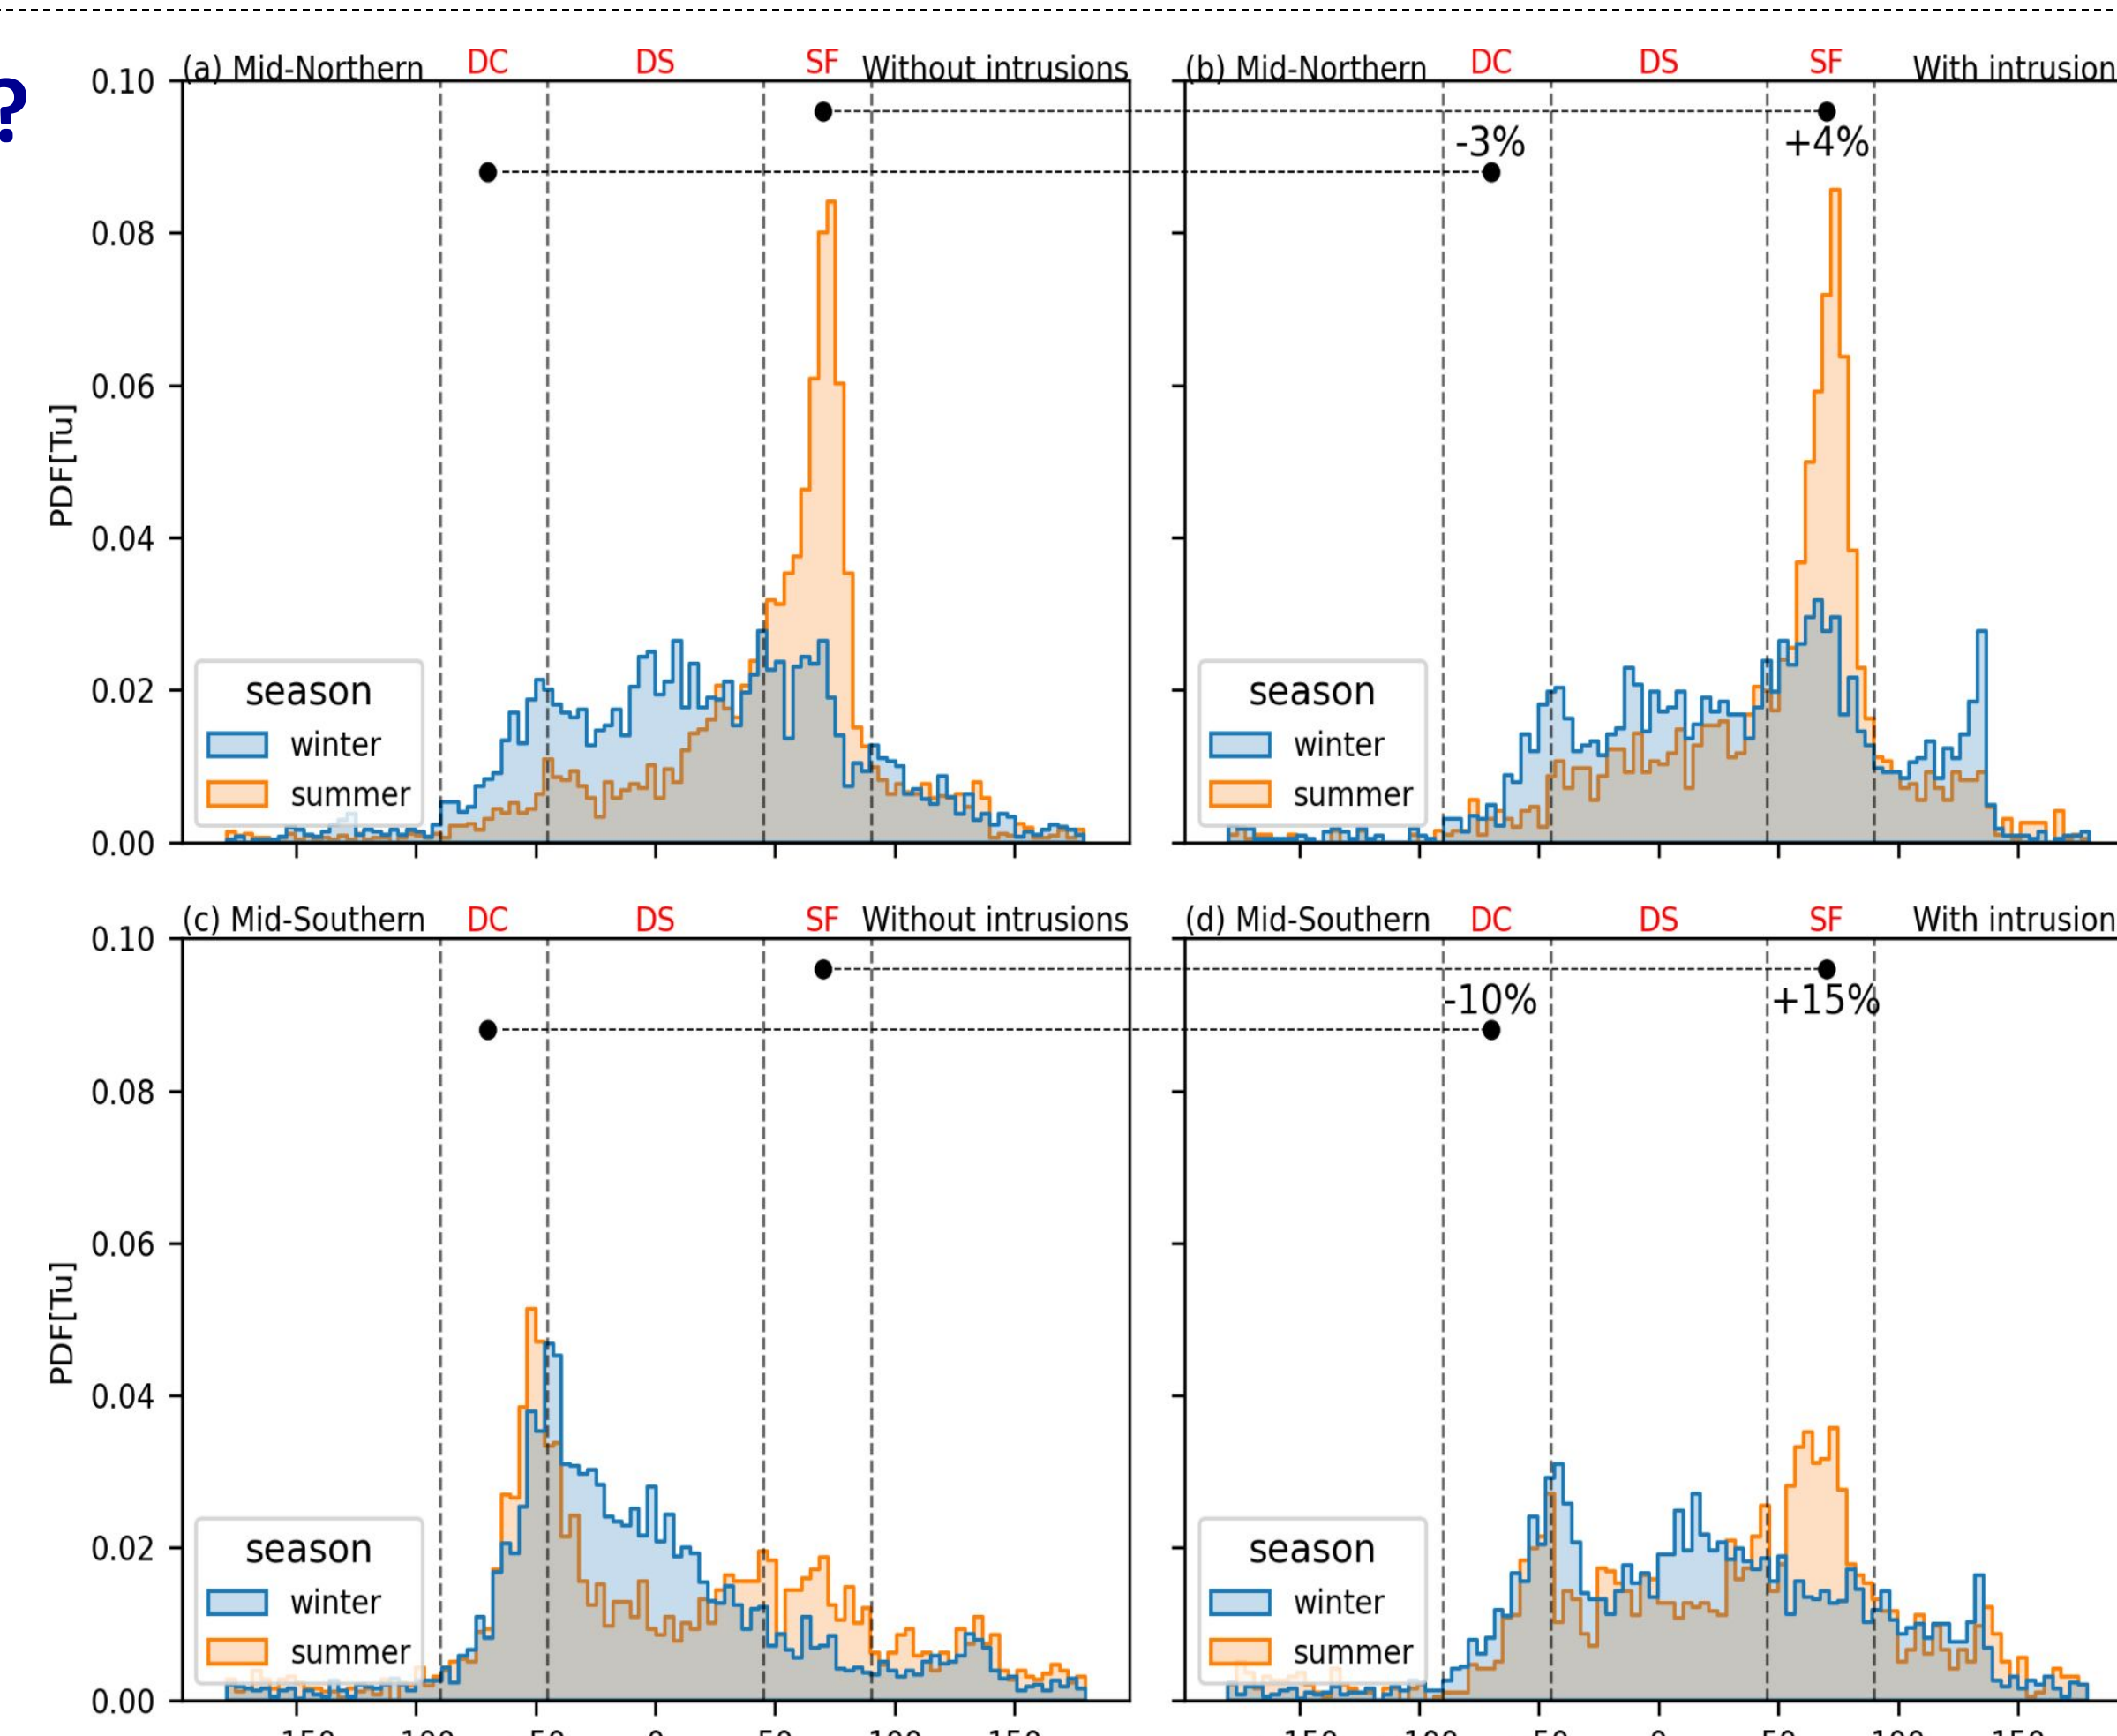 ?
(a) Mid-Northern DC DS SF Without intrusions
(b) Mid-Northern DC DS SF With intrusion
0.10
0.08
0.06
0.04
0.02
0.00
PDF[Tu]
-3% +4%
season
winter
summer
season
winter
summer
(c) Mid-Southern DC DS SF Without intrusions
(d) Mid-Southern DC DS SF With intrusion
0.10
0.08
0.06
0.04
0.02
0.00
PDF[Tu]
-10% +15%
season
winter
summer
season
winter
summer